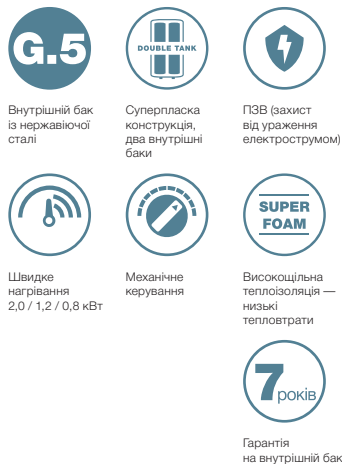 G.5
Внутрішній бак
із нержавіючої
сталі
DOUBLE TANK
Суперпласка
конструкція,
два внутрішні
баки
ПЗВ (захист
від ураження
електрострумом)
Швидке
нагрівання
2,0 / 1,2 / 0,8 кВт
Механічне
керування
SUPER
FOAM
Високощільна
теплоізоляція —
низькі
тепловтрати
7 років
Гарантія
на внутрішній бак